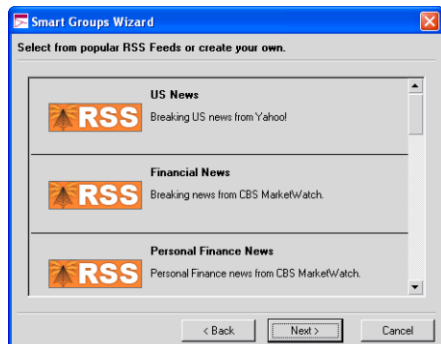 Smart Groups Wizard
Select from popular RSS Feeds or create your own.
US News
RSS
Breaking US news from Yahoo!
Financial News
RSS
Breaking news from CBS MarketWatch.
Personal Finance News
RSS
Personal Finance news from CBS MarketWatch.
< Back
Next >
Cancel